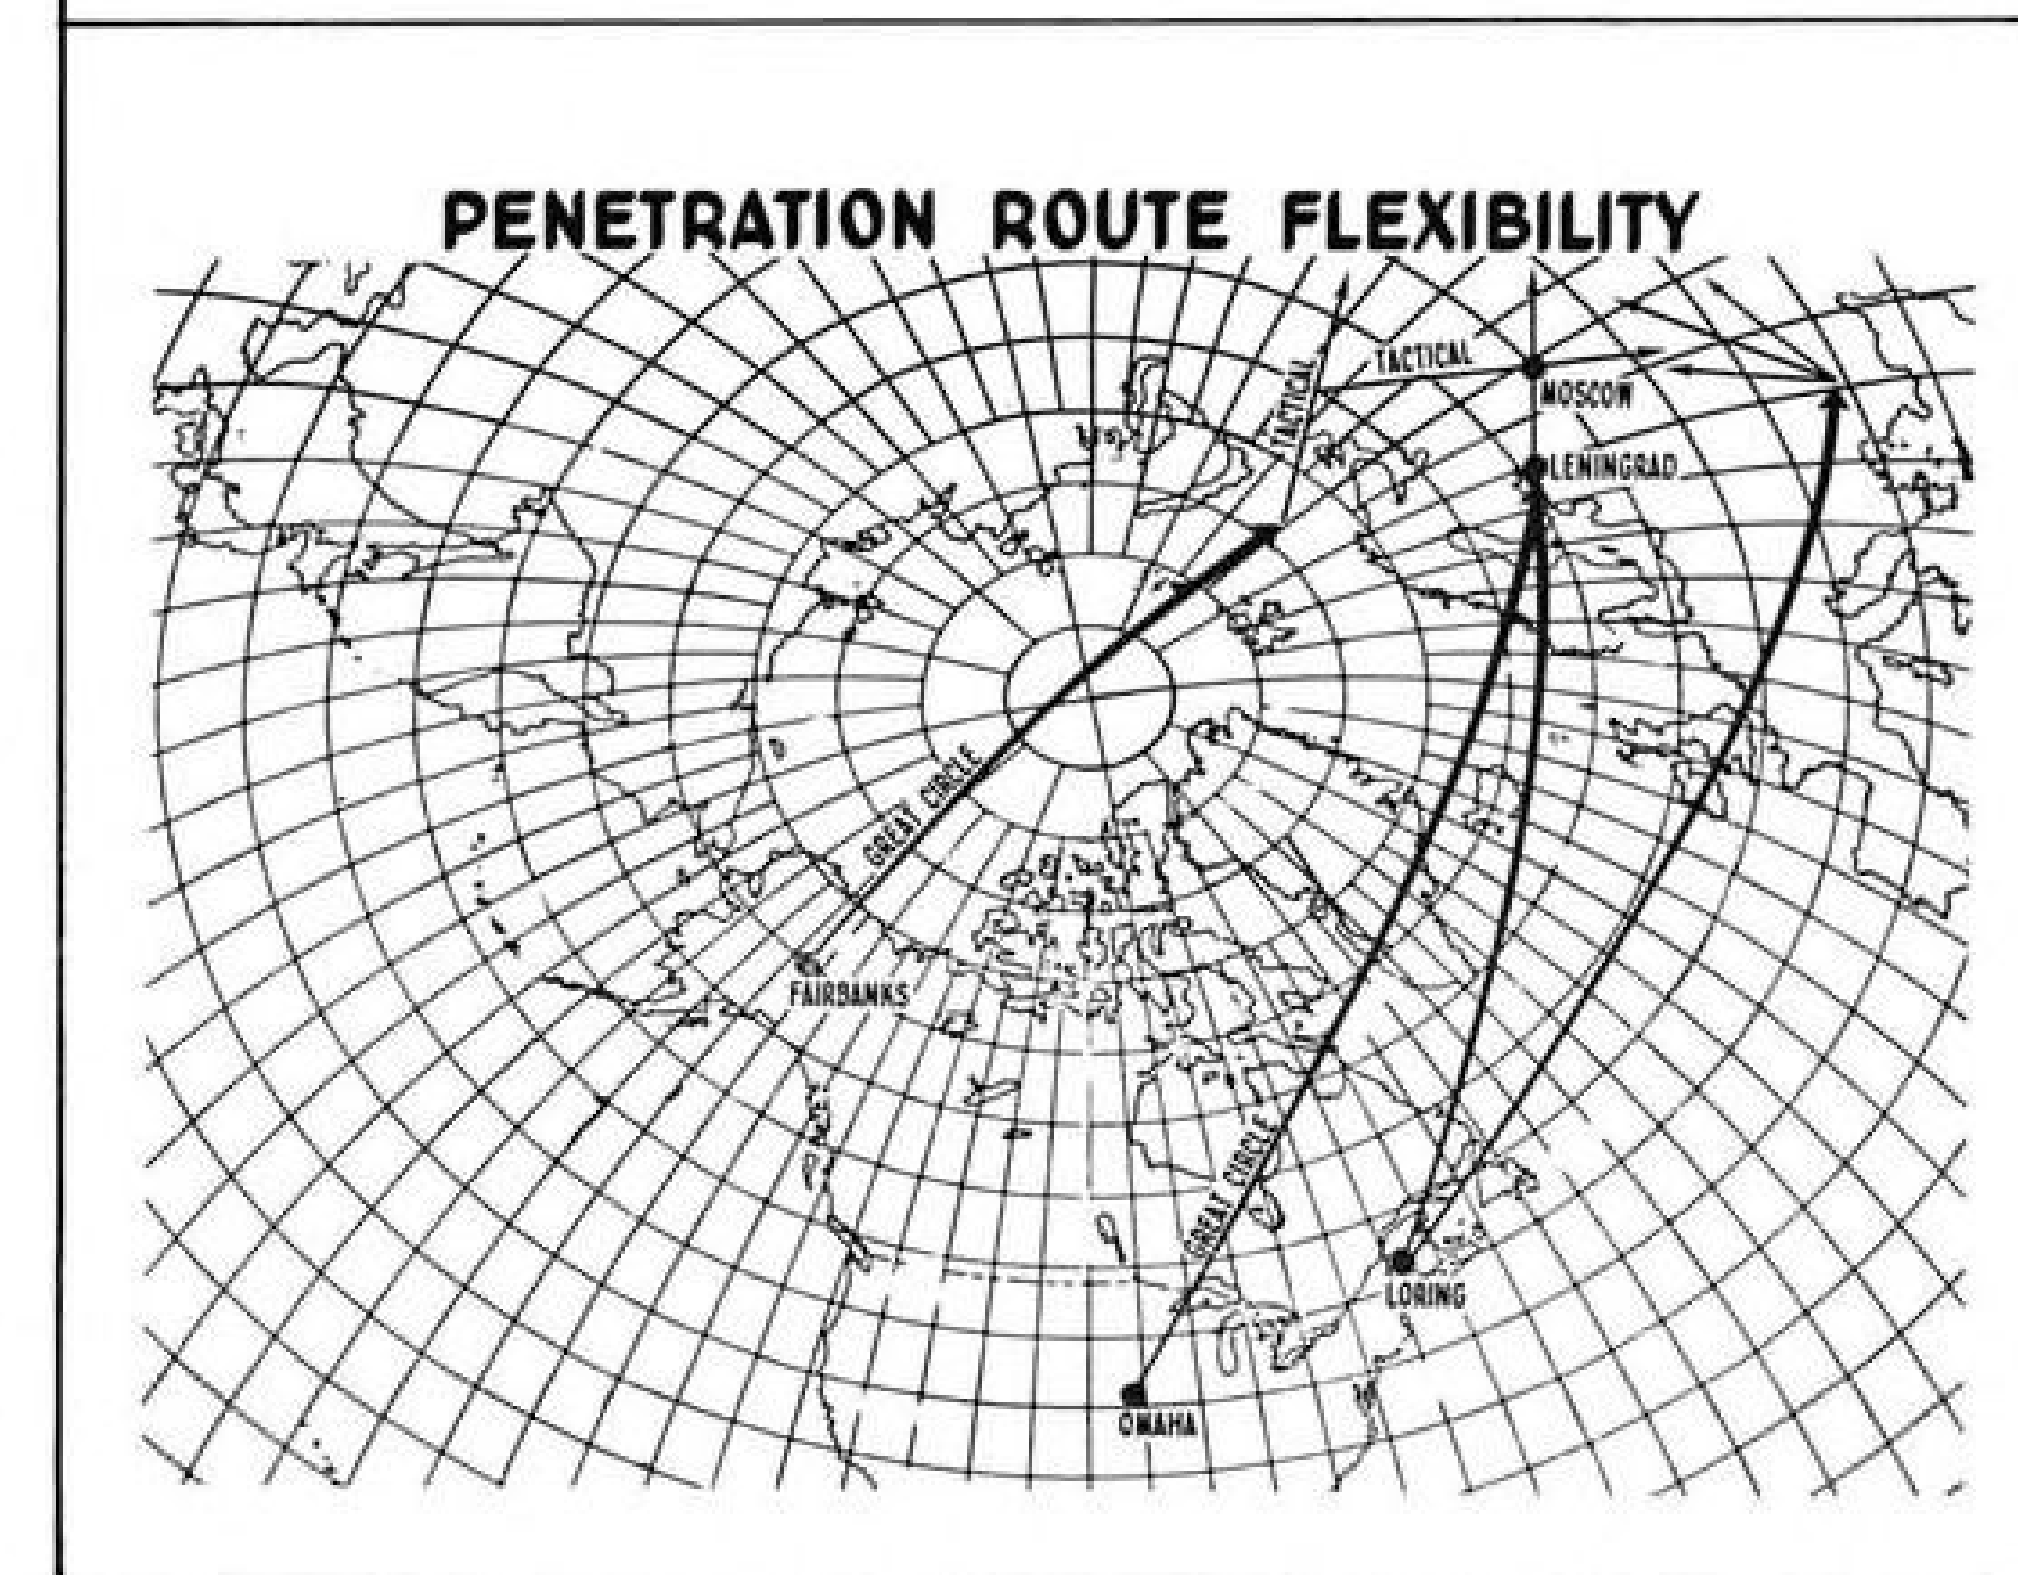 PENETRATION ROUTE FLEXIBILITY
TACTICAL
TACTICAL
MOSCOW
LENINGRAD
GREAT CIRCLE
FAIRBANKS
GREAT CIRCLE
LORING
OMAHA